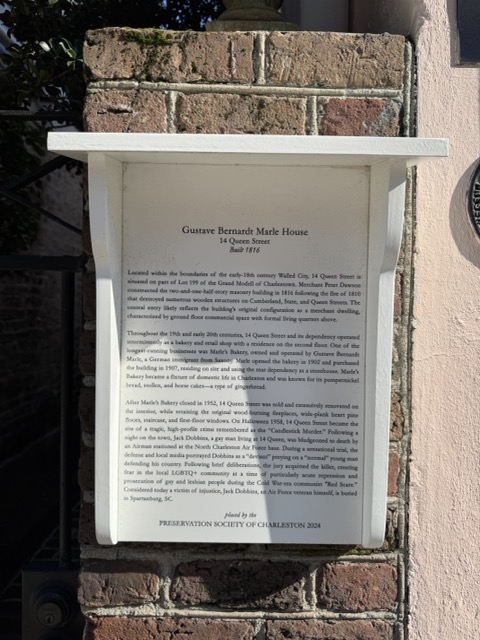 Gustave Bernardt Marle House
14 Queen Street
Built 1816
Located within the boundaries of the early-18th century Walled City, 14 Queen Street is
situated on part of Lot 199 of the Grand Modell of Charlestown. Merchant Peter Dawson
constructed the two-and-one-half-story masonry building in 1816 following the fire of 1810
that destroyed numerous wooden structures on Cumberland, State, and Queen Streets. The
central entry likely reflects the building's original configuration as a merchant dwelling,
characterized by ground floor commercial space with formal living quarters above.
Throughout the 19th and early 20th centuries, 14 Queen Street and its dependency operated
intermittently as a bakery and retail shop with a residence on the second floor. One of the
longest-running businesses was Marle's Bakery, owned and operated by Gustave Bernardt
Marle, a German immigrant from Saxony. Marle opened the bakery in 1902 and purchased
the building in 1907, residing on site and using the rear dependency as a storehouse. Marle's
Bakery became a fixture of domestic life in Charleston and was known for its pumpernickel
bread, stollen, and horse cakes—a type of gingerbread.
After Marle's Bakery closed in 1952, 14 Queen Street was sold and extensively renovated on
the interior, while retaining the original wood-burning fireplaces, wide-plank heart pine
floors, staircase, and first-floor windows. On Halloween 1958, 14 Queen Street became the
site of a tragic, high-profile crime remembered as the "Candlestick Murder." Following a
night on the town, Jack Dobbins, a gay man living at 14 Queen, was bludgeoned to death by
an Airman stationed at the North Charleston Air Force base. During a sensational trial, the
defense and local media portrayed Dobbins as a "deviant" preying on a "normal" young man
defending his country. Following brief deliberations, the jury acquitted the killer, creating
fear in the local LGBTQ+ community at a time of particularly acute repression and
prosecution of gay and lesbian people during the Cold War-era communist "Red Scare."
Considered today a victim of injustice, Jack Dobbins, an Air Force veteran himself, is buried
in Spartanburg, SC.
placed by the
PRESERVATION SOCIETY OF CHARLESTON 2024